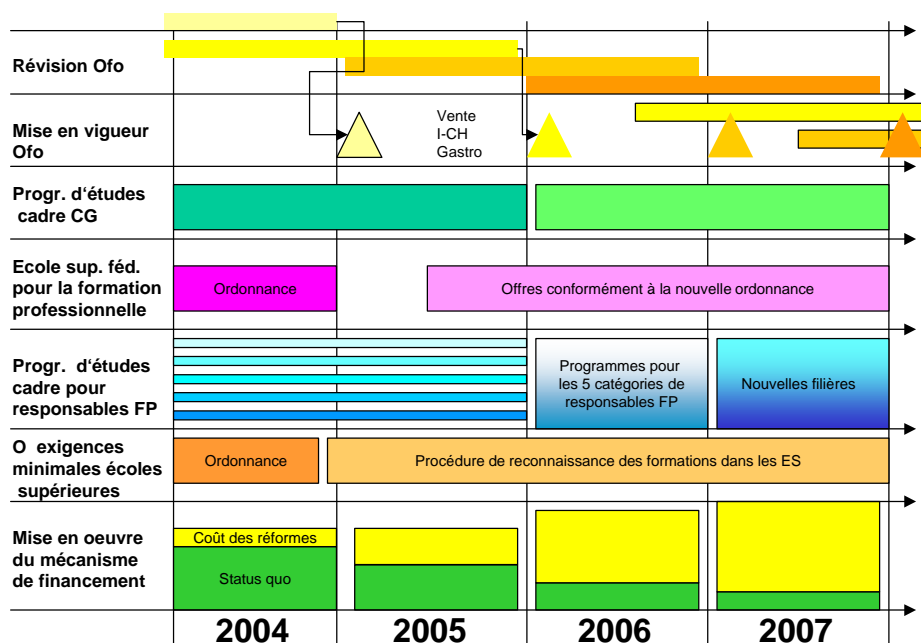 Révision Ofo
Mise en vigueur
Ofo
Vente
I-CH
Gastro
Progr. d'études
cadre CG
Ecole sup. féd.
pour la formation
professionnelle
Ordonnance
Offres conformément à la nouvelle ordonnance
Progr. d'études
cadre pour
responsables FP
Programmes pour
les 5 catégories de
responsables FP
Nouvelles filières
O exigences
minimales écoles
supérieures
Ordonnance
Procédure de reconnaissance des formations dans les ES
Mise en oeuvre
du mécanisme
de financement
Coût des réformes
Status quo
2004 2005 2006 2007